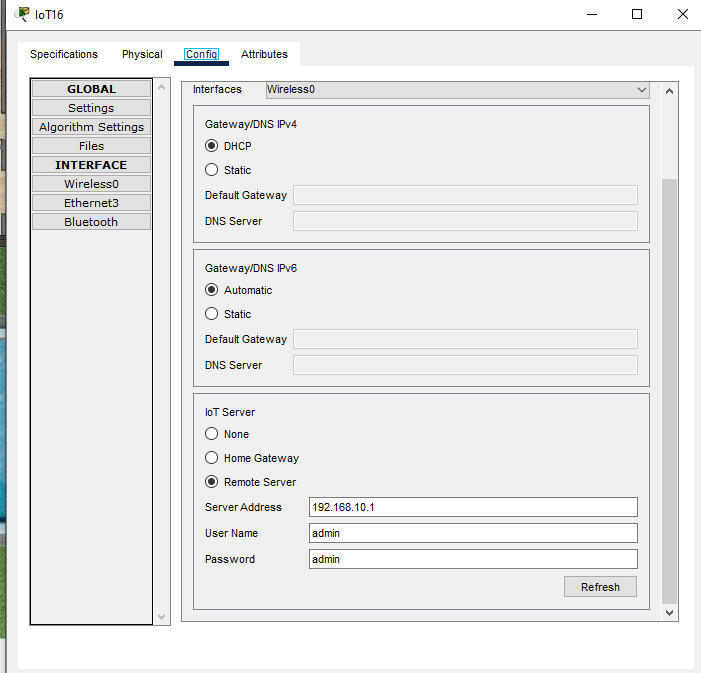 IoT16
Specifications Physical Config Attributes
GLOBAL
Settings
Algorithm Settings
Files
INTERFACE
Wireless0
Ethernet3
Bluetooth
Interfaces Wireless0
Gateway/DNS IPv4
DHCP
Static
Default Gateway
DNS Server
Gateway/DNS IPv6
Automatic
Static
Default Gateway
DNS Server
IoT Server
None
Home Gateway
Remote Server
Server Address 192.168.10.1
User Name admin
Password admin
Refresh